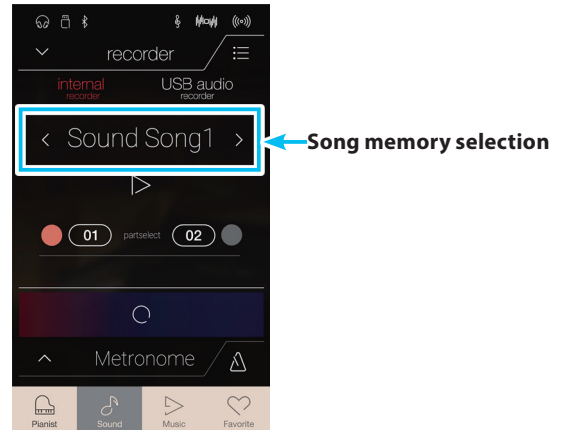 recorder
internal USB audio
recorder recorder
< Sound Song1 >
Song memory selection
01 partselect 02
Metronome
Pianist Sound Music Favorite